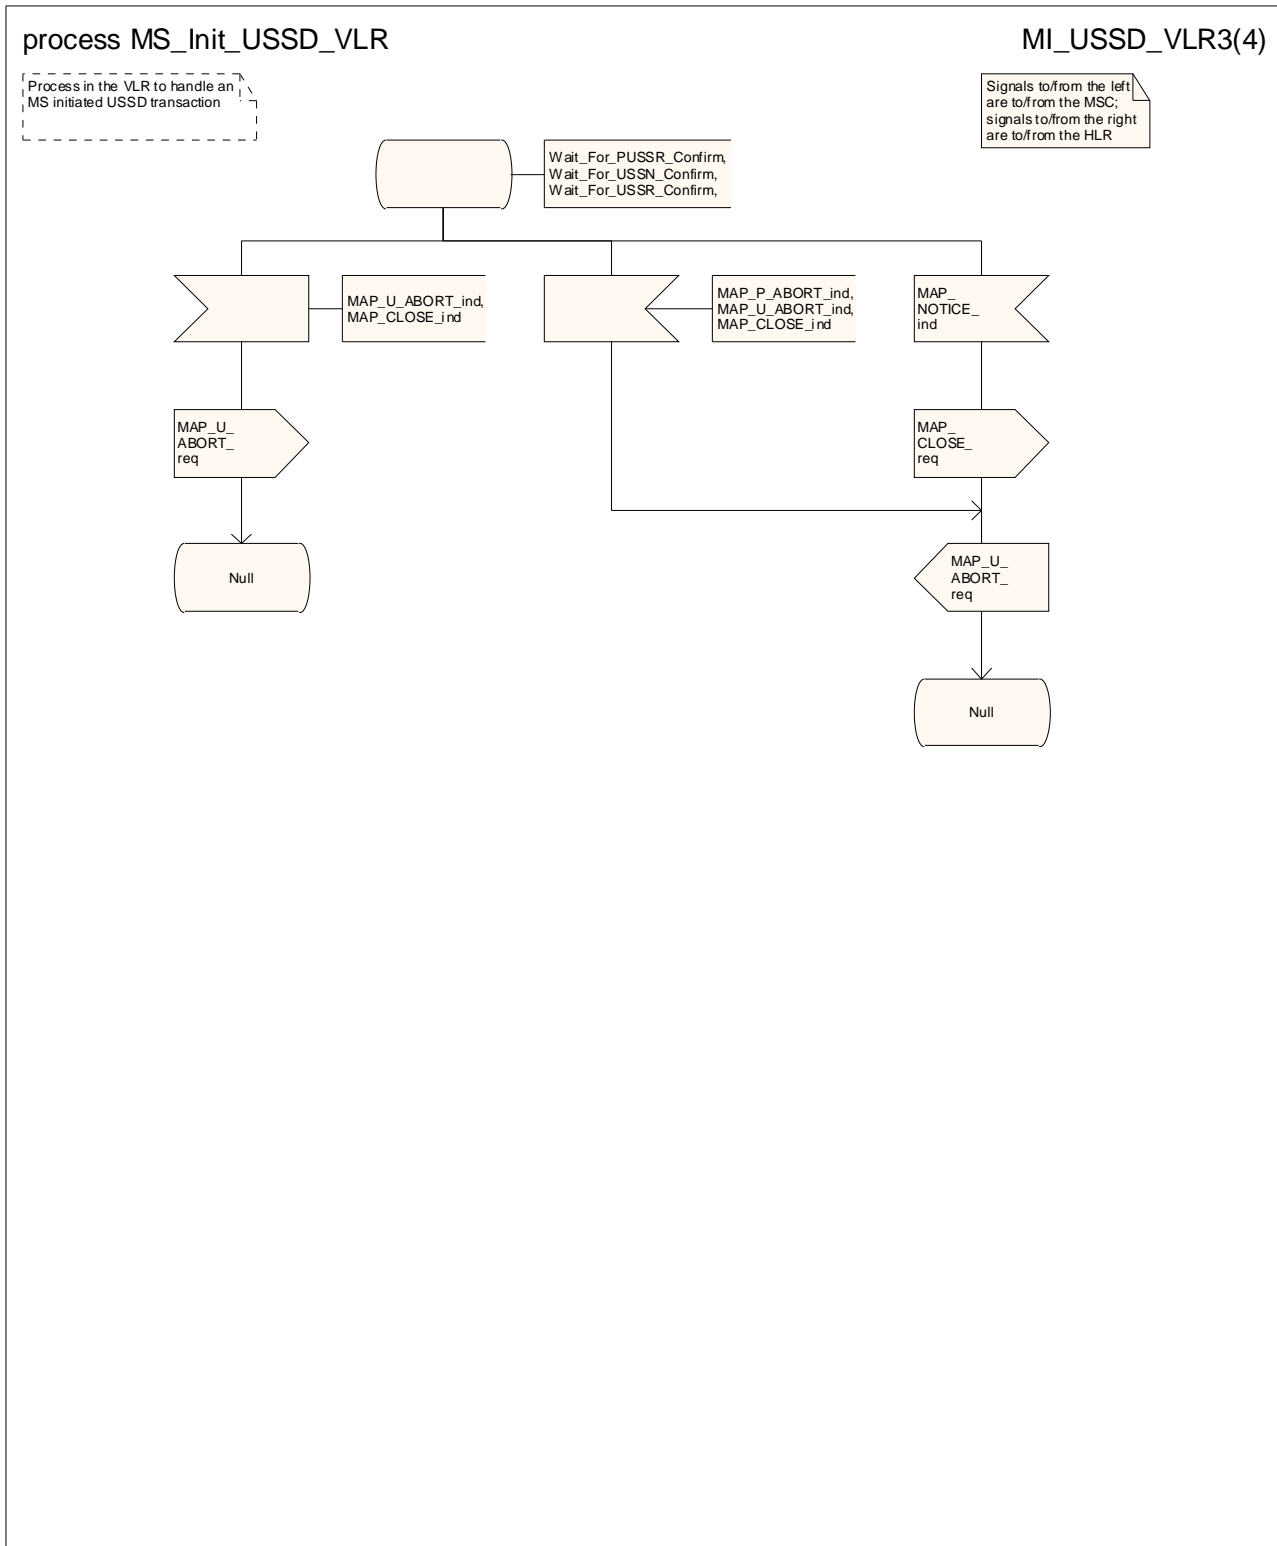 process MS_Init_USSD_VLR
MI_USSD_VLR3(4)
Process in the VLR to handle an
MS initiated USSD transaction
Signals to/from the left
are to/from the MSC;
signals to/from the right
are to/from the HLR
Wait_For_PUSSR_Confirm,
Wait_For_USSN_Confirm,
Wait_For_USSR_Confirm,
MAP_U_ABORT_ind,
MAP_CLOSE_ind
MAP_P_ABORT_ind,
MAP_U_ABORT_ind,
MAP_CLOSE_ind
MAP_
NOTICE_
ind
MAP_U_
ABORT_
req
MAP_
CLOSE_
req
Null
MAP_U_
ABORT_
req
Null